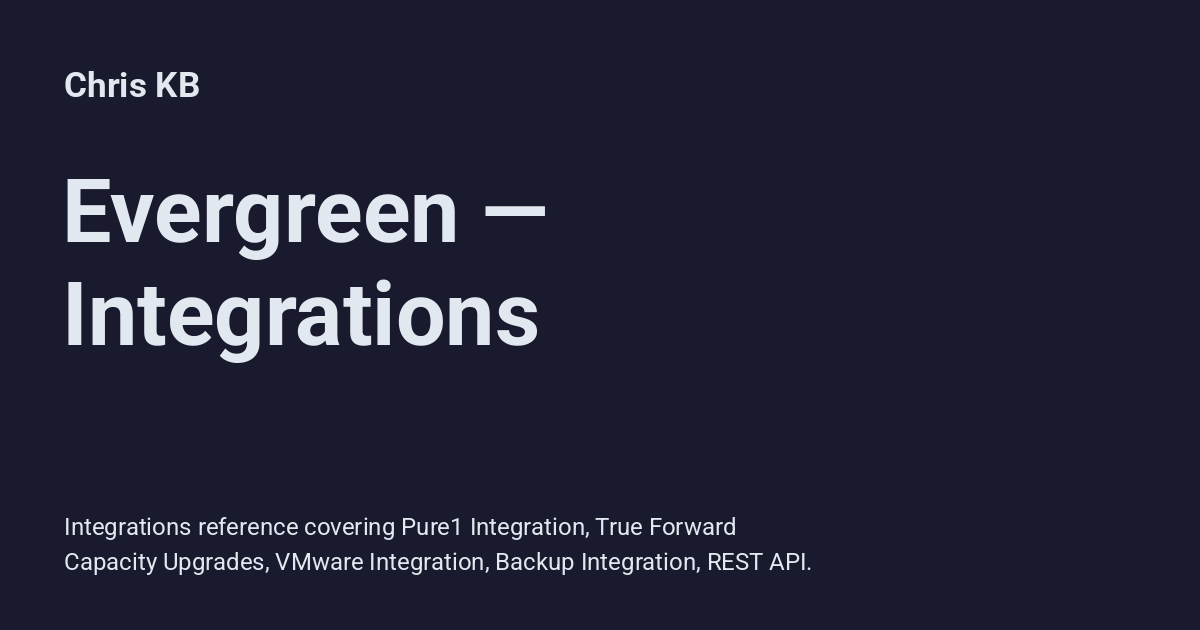 Chris KB
Evergreen —
Integrations
Integrations reference covering Pure1 Integration, True Forward
Capacity Upgrades, VMware Integration, Backup Integration, REST API.